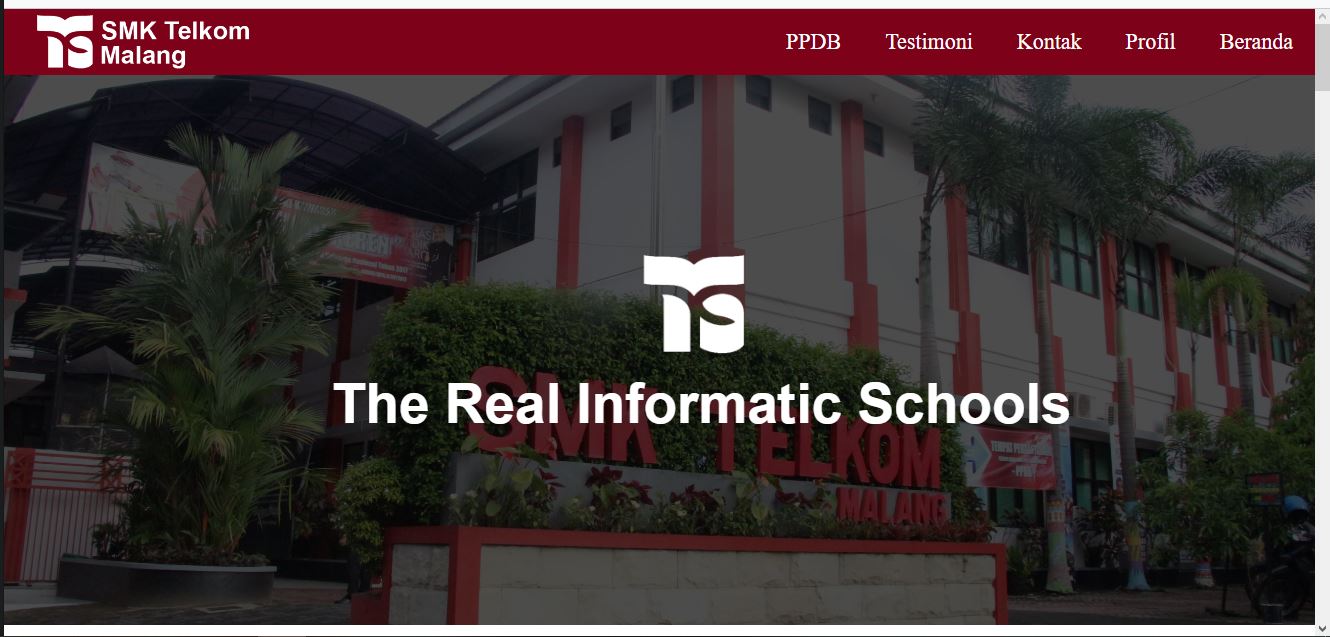 SMK Telkom
Malang
PPDB
Testimoni
Kontak
Profil
Beranda
The Real Informatic Schools
SMK TELKOM
MALANG